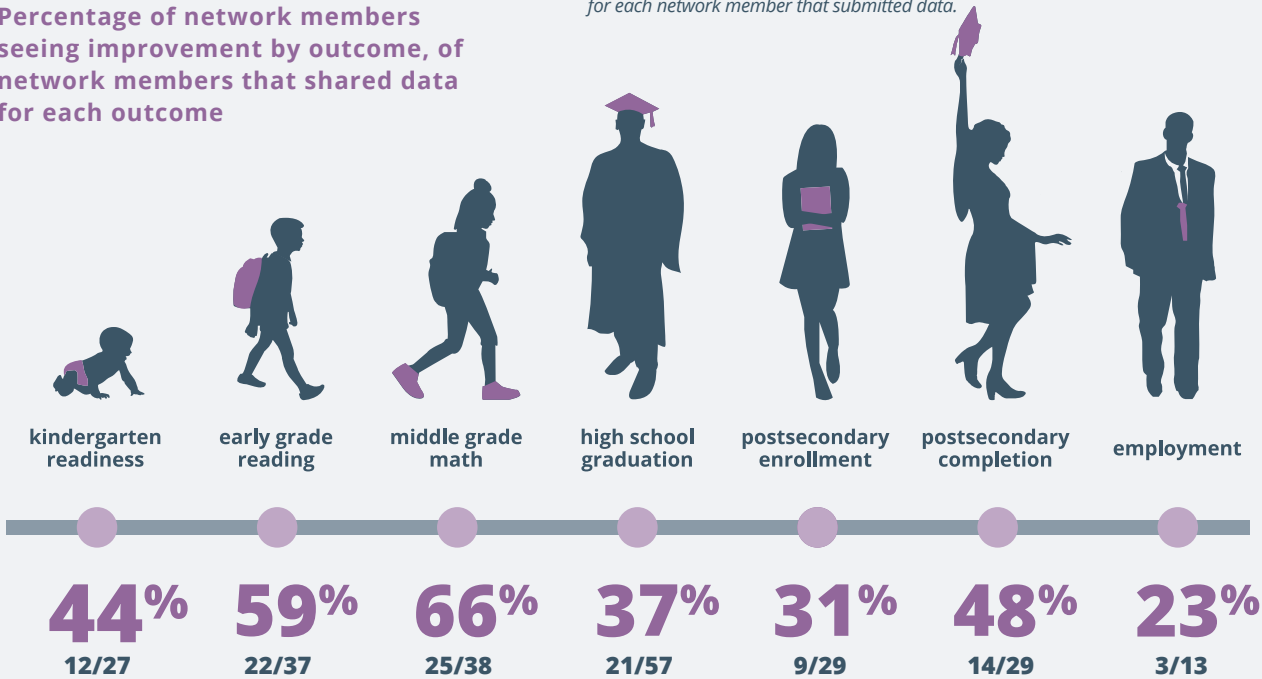 Percentage of network members
seeing improvement by outcome, of
network members that shared data
for each outcome
for each network member that submitted data.
kindergarten
readiness
early grade
reading
middle grade
math
high school
graduation
postsecondary
enrollment
postsecondary
completion
employment
44%
59%
66%
37%
31%
48%
23%
12/27
22/37
25/38
21/57
9/29
14/29
3/13